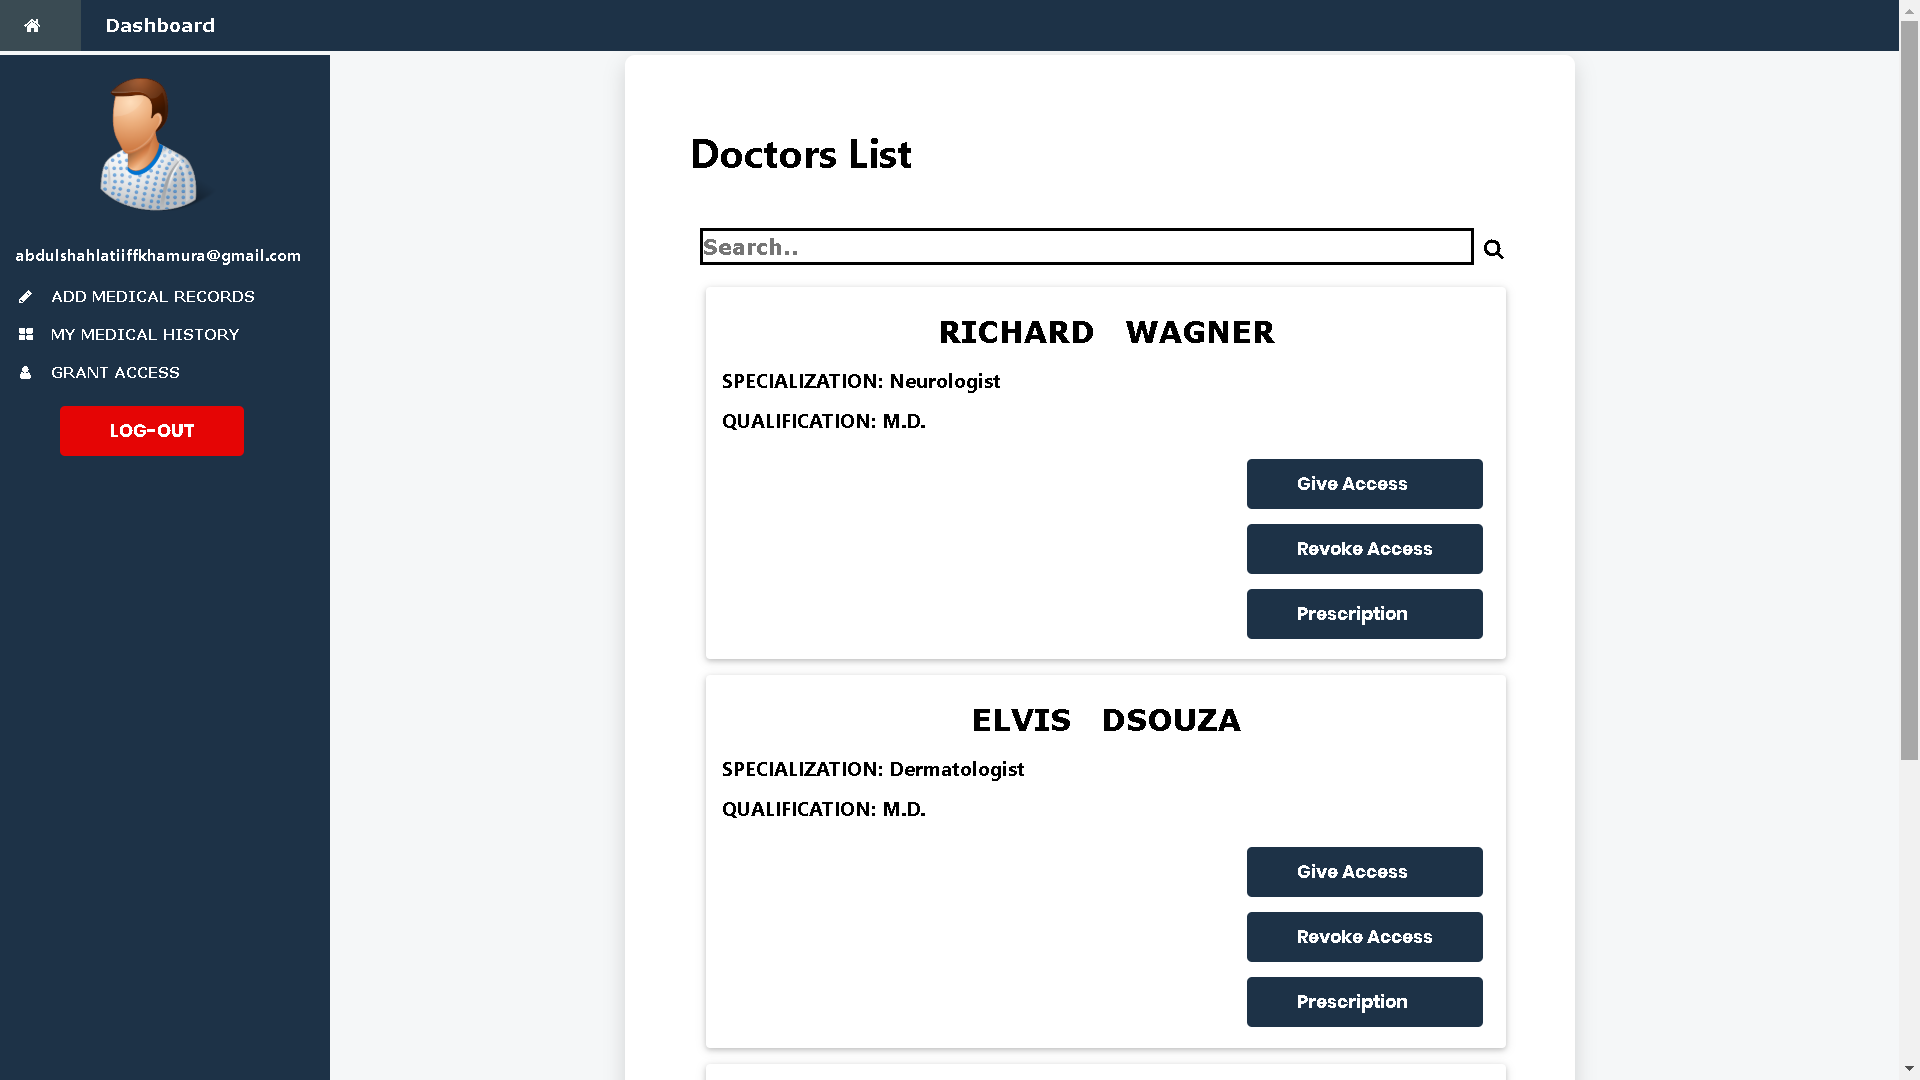 Dashboard
abdulshahlatiiffkhamura@gmail.com
ADD MEDICAL RECORDS
MY MEDICAL HISTORY
GRANT ACCESS
LOG-OUT
Doctors List
Search..
RICHARD WAGNER
SPECIALIZATION: Neurologist
QUALIFICATION: M.D.
Give Access
Revoke Access
Prescription
ELVIS DSOUZA
SPECIALIZATION: Dermatologist
QUALIFICATION: M.D.
Give Access
Revoke Access
Prescription